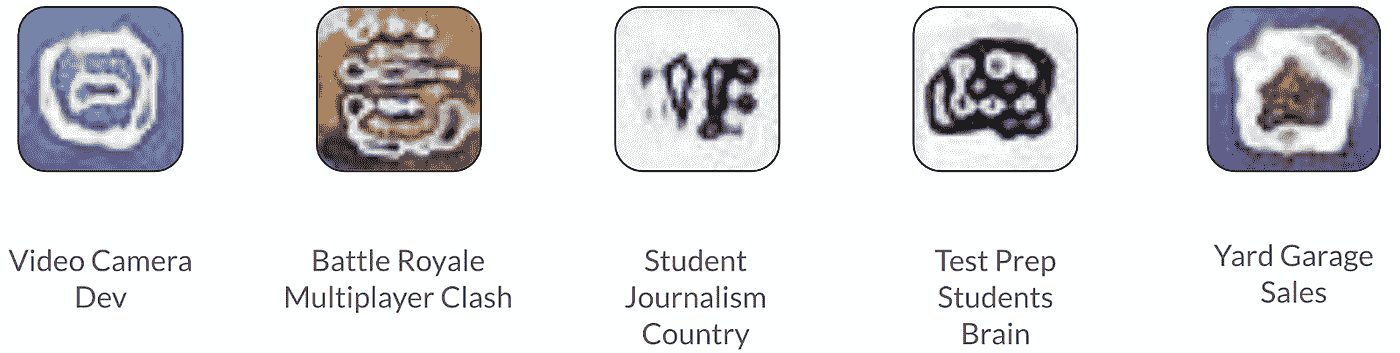 Video Camera
Dev
Battle Royale
Multiplayer Clash
Student
Journalism
Country
Test Prep
Students
Brain
Yard Garage
Sales